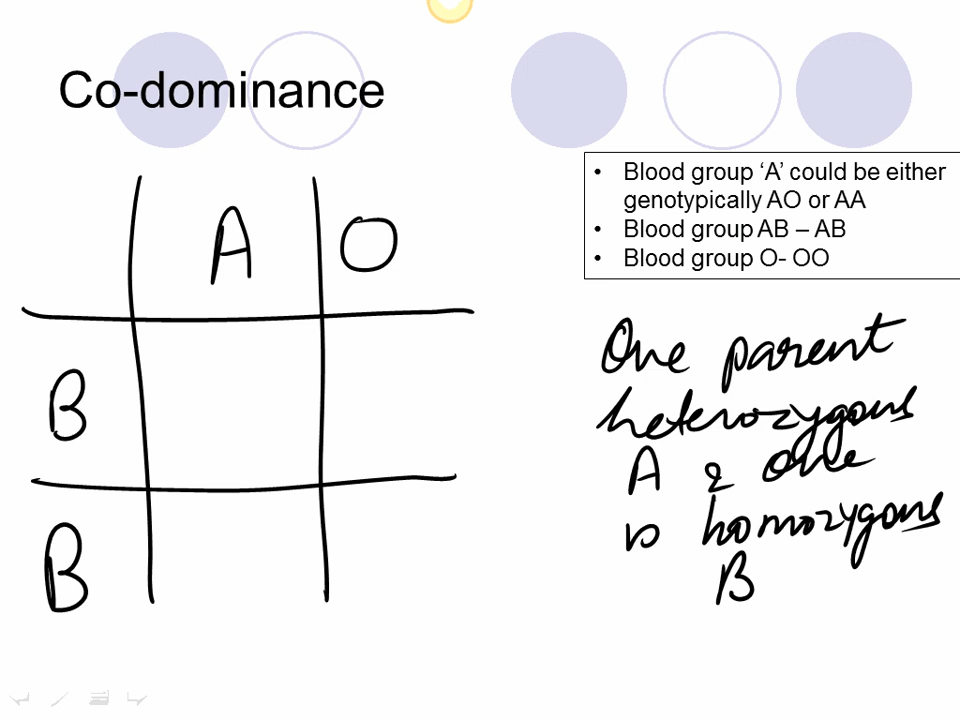 Co-dominance
• Blood group ‘A’ could be either
genotypically AO or AA
• Blood group AB – AB
• Blood group O- OO
A O
B
B
One parent
heterozygous
A & one
is homozygous
B